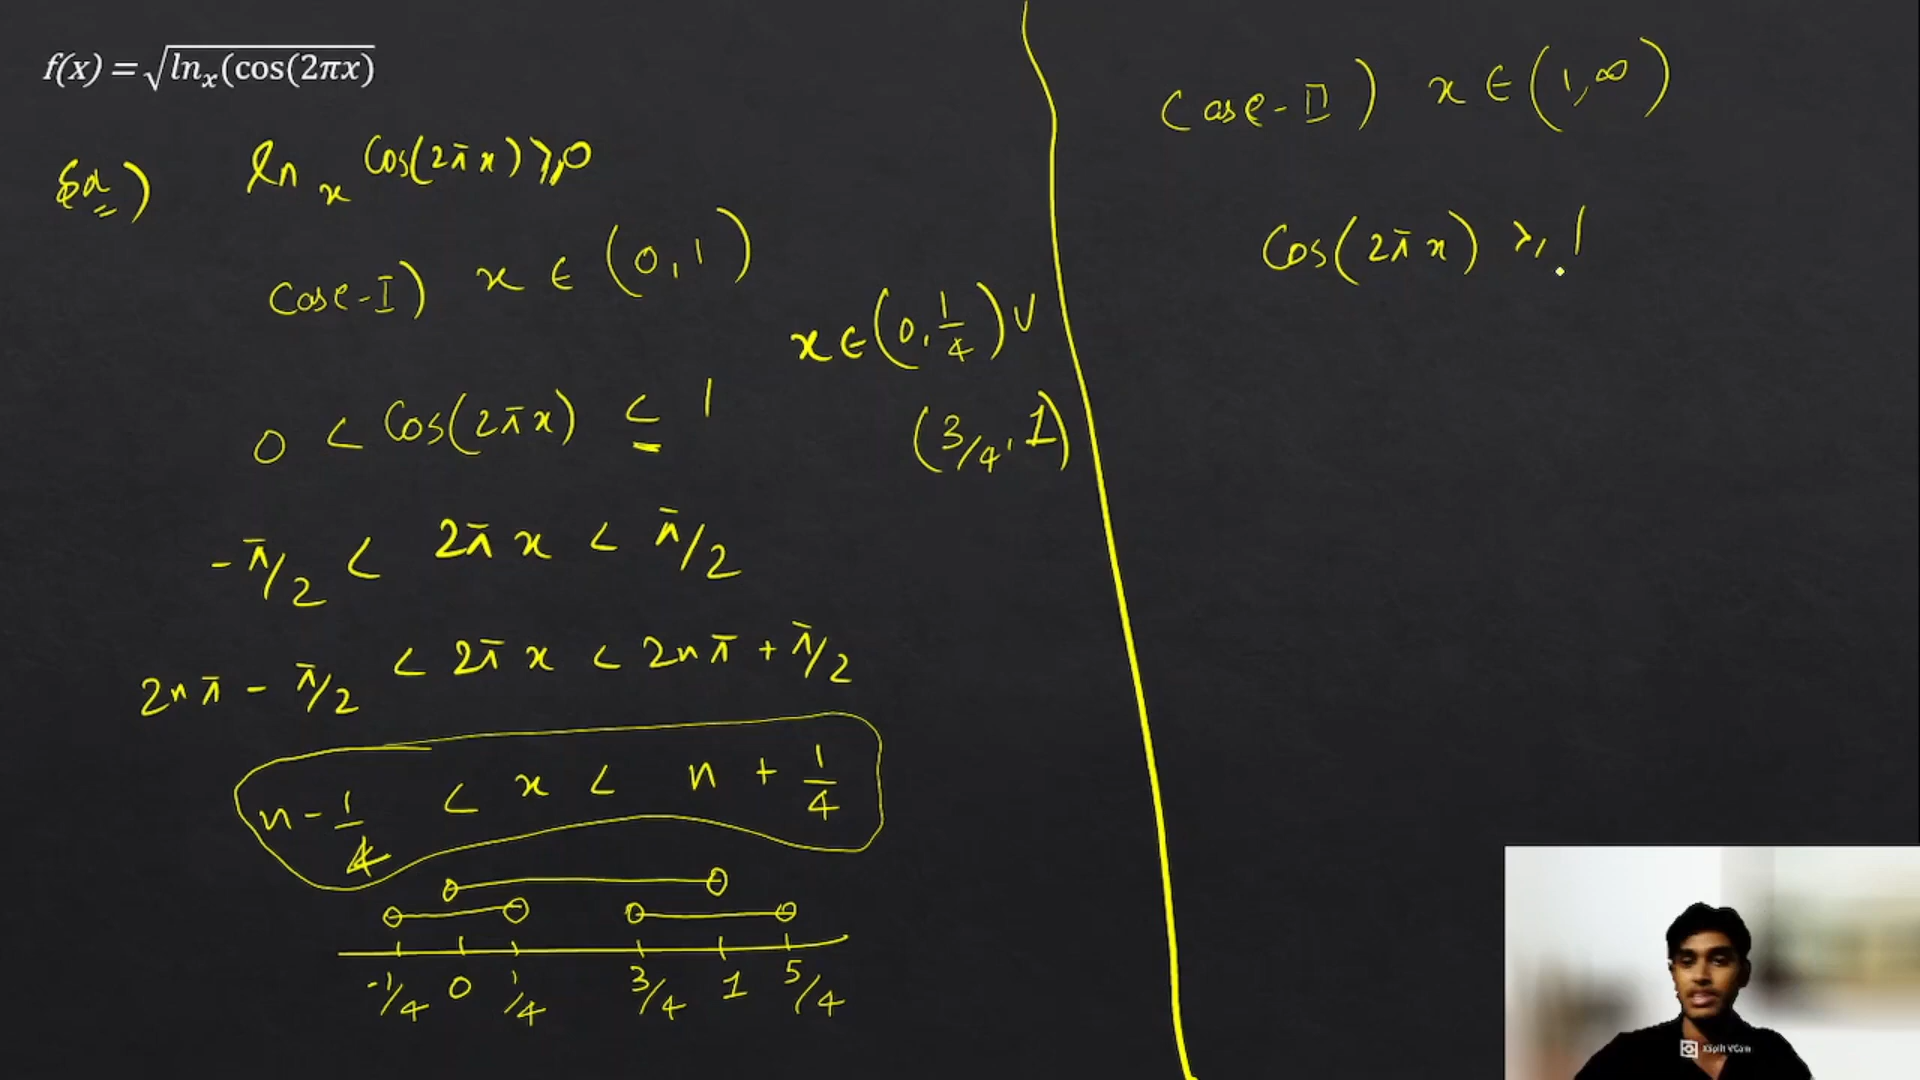 f(x) = √ln_x(cos(2πx)
Sol) ln_x Cos(2πx) ≥ 0
Case-I) x ∈ (0, 1)
0 < Cos(2πx) ≤ 1
-π/2 < 2πx < π/2
2nπ - π/2 < 2πx < 2nπ + π/2
n - 1/4 < x < n + 1/4
-1/4 0 1/4 3/4 1 5/4
x ∈ (0, 1/4) ∪
(3/4, 1)
Case-II) x ∈ (1, ∞)
Cos(2πx) ≥ 1
XSplit VCam